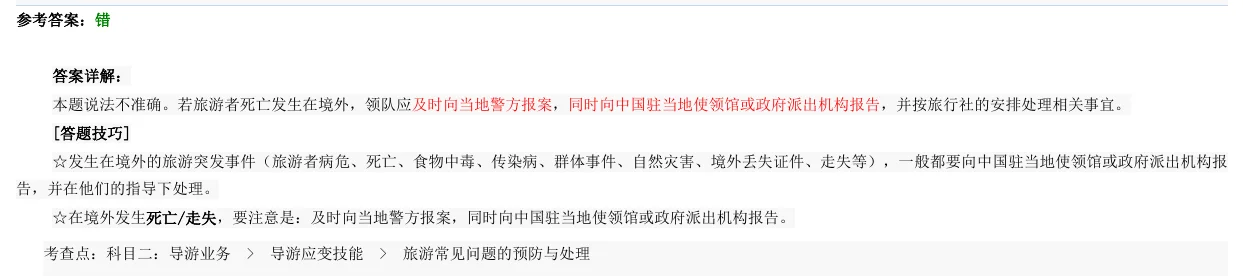 参考答案：错
答案详解：
本题说法不准确。若旅游者死亡发生在境外，领队应及时向当地警方报案，同时向中国驻当地使领馆或政府派出机构报告，并按旅行社的安排处理相关事宜。
[答题技巧]
☆发生在境外的旅游突发事件（旅游者病危、死亡、食物中毒、传染病、群体事件、自然灾害、境外丢失证件、走失等），一般都要向中国驻当地使领馆或政府派出机构报
告，并在他们的指导下处理。
☆在境外发生死亡/走失，要注意是：及时向当地警方报案，同时向中国驻当地使领馆或政府派出机构报告。
考查点：科目二：导游业务 > 导游应变技能 > 旅游常见问题的预防与处理